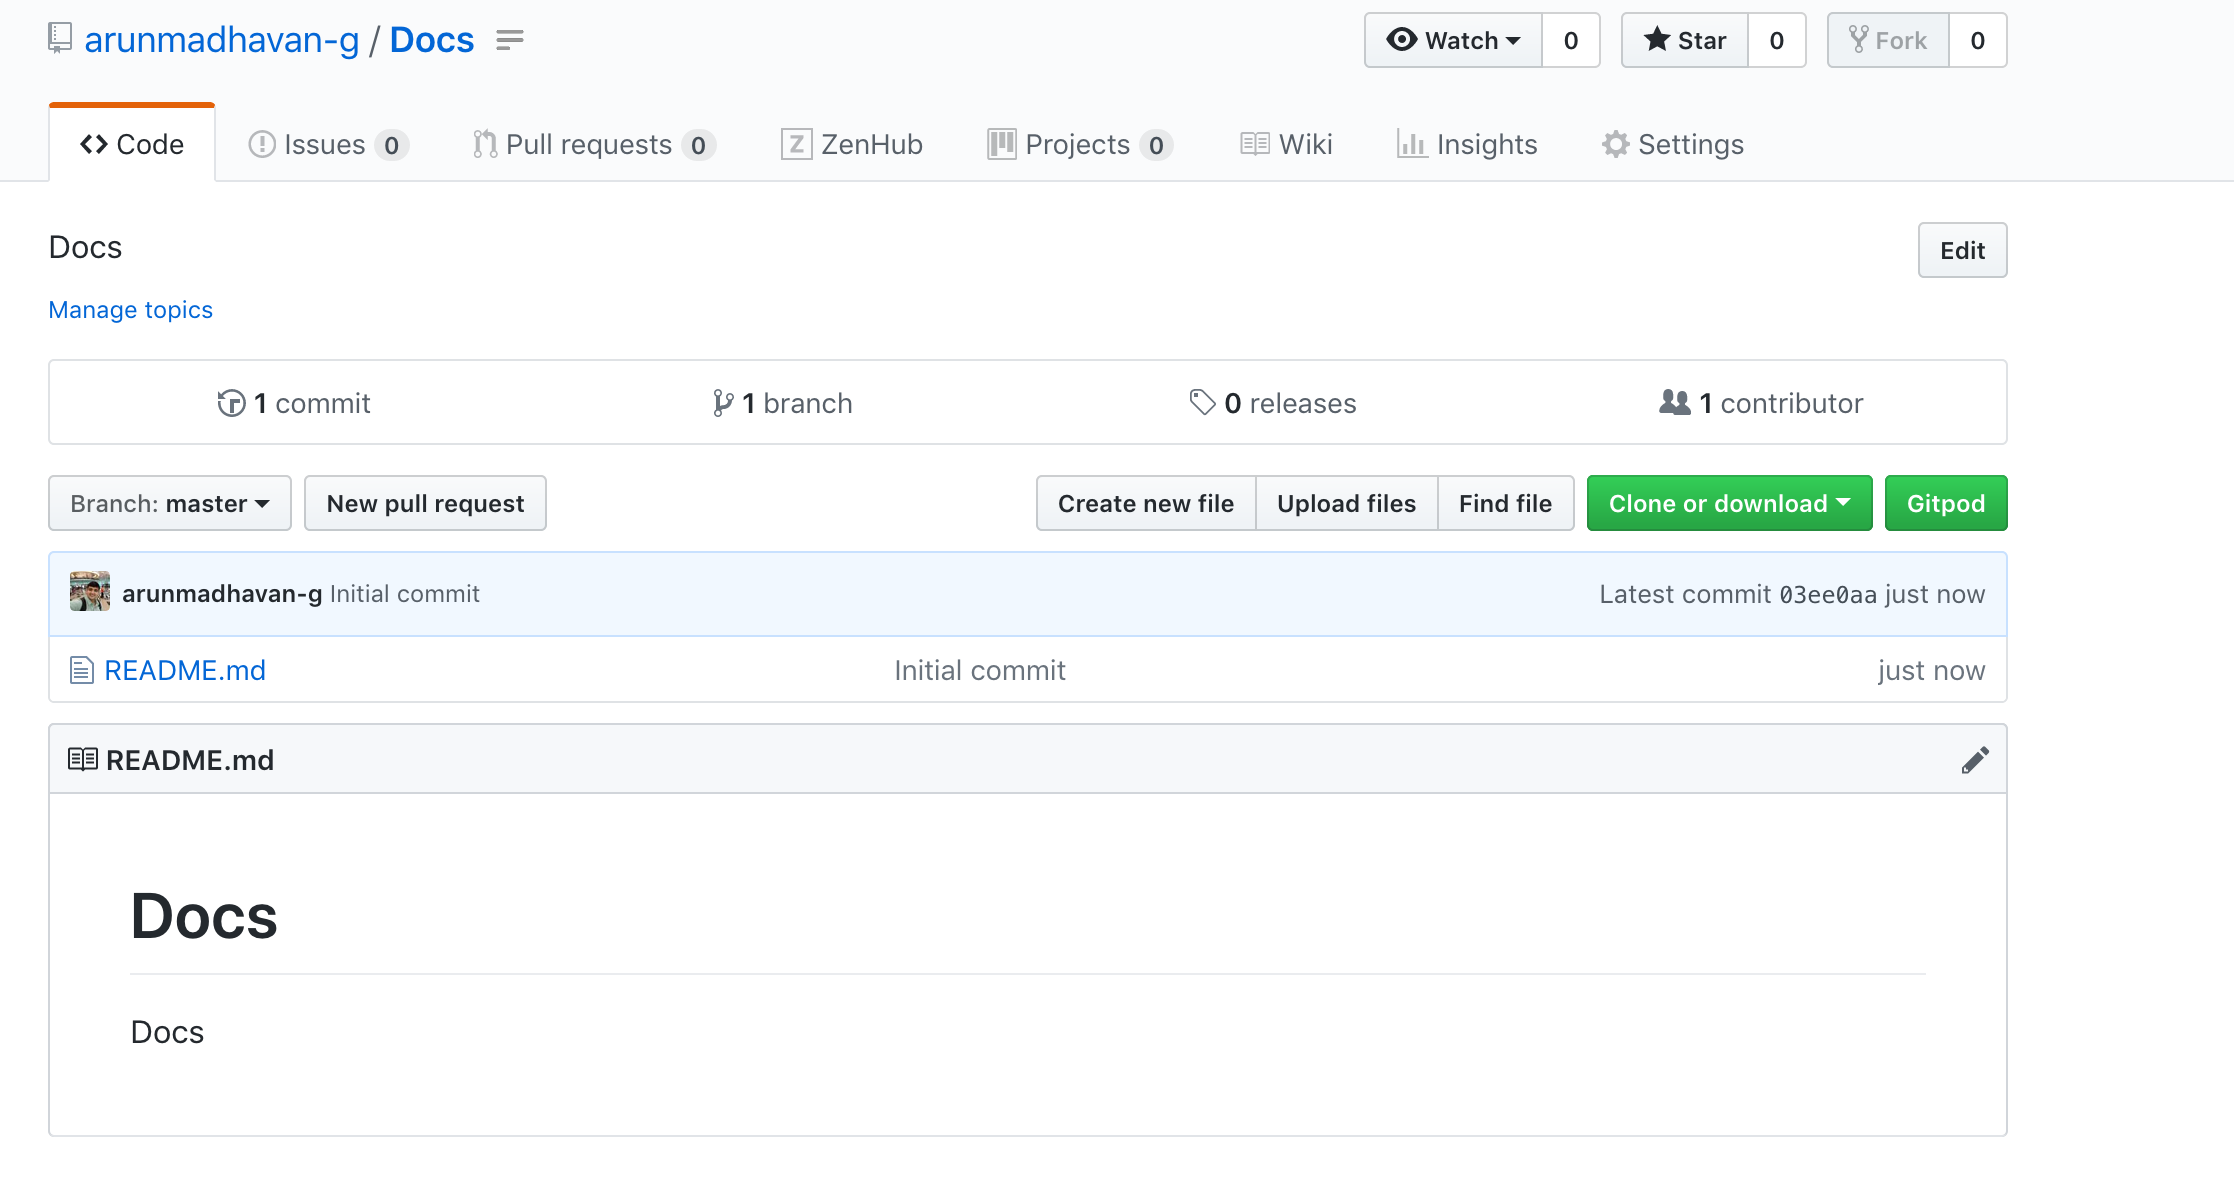 arunmadhavan-g / Docs
Watch 0 Star 0 Fork 0
Code Issues 0 Pull requests 0 Z ZenHub Projects 0 Wiki Insights Settings
Docs Edit
Manage topics
1 commit 1 branch 0 releases 1 contributor
Branch: master New pull request Create new file Upload files Find file Clone or download Gitpod
arunmadhavan-g Initial commit Latest commit 03ee0aa just now
README.md Initial commit just now
README.md
Docs
Docs